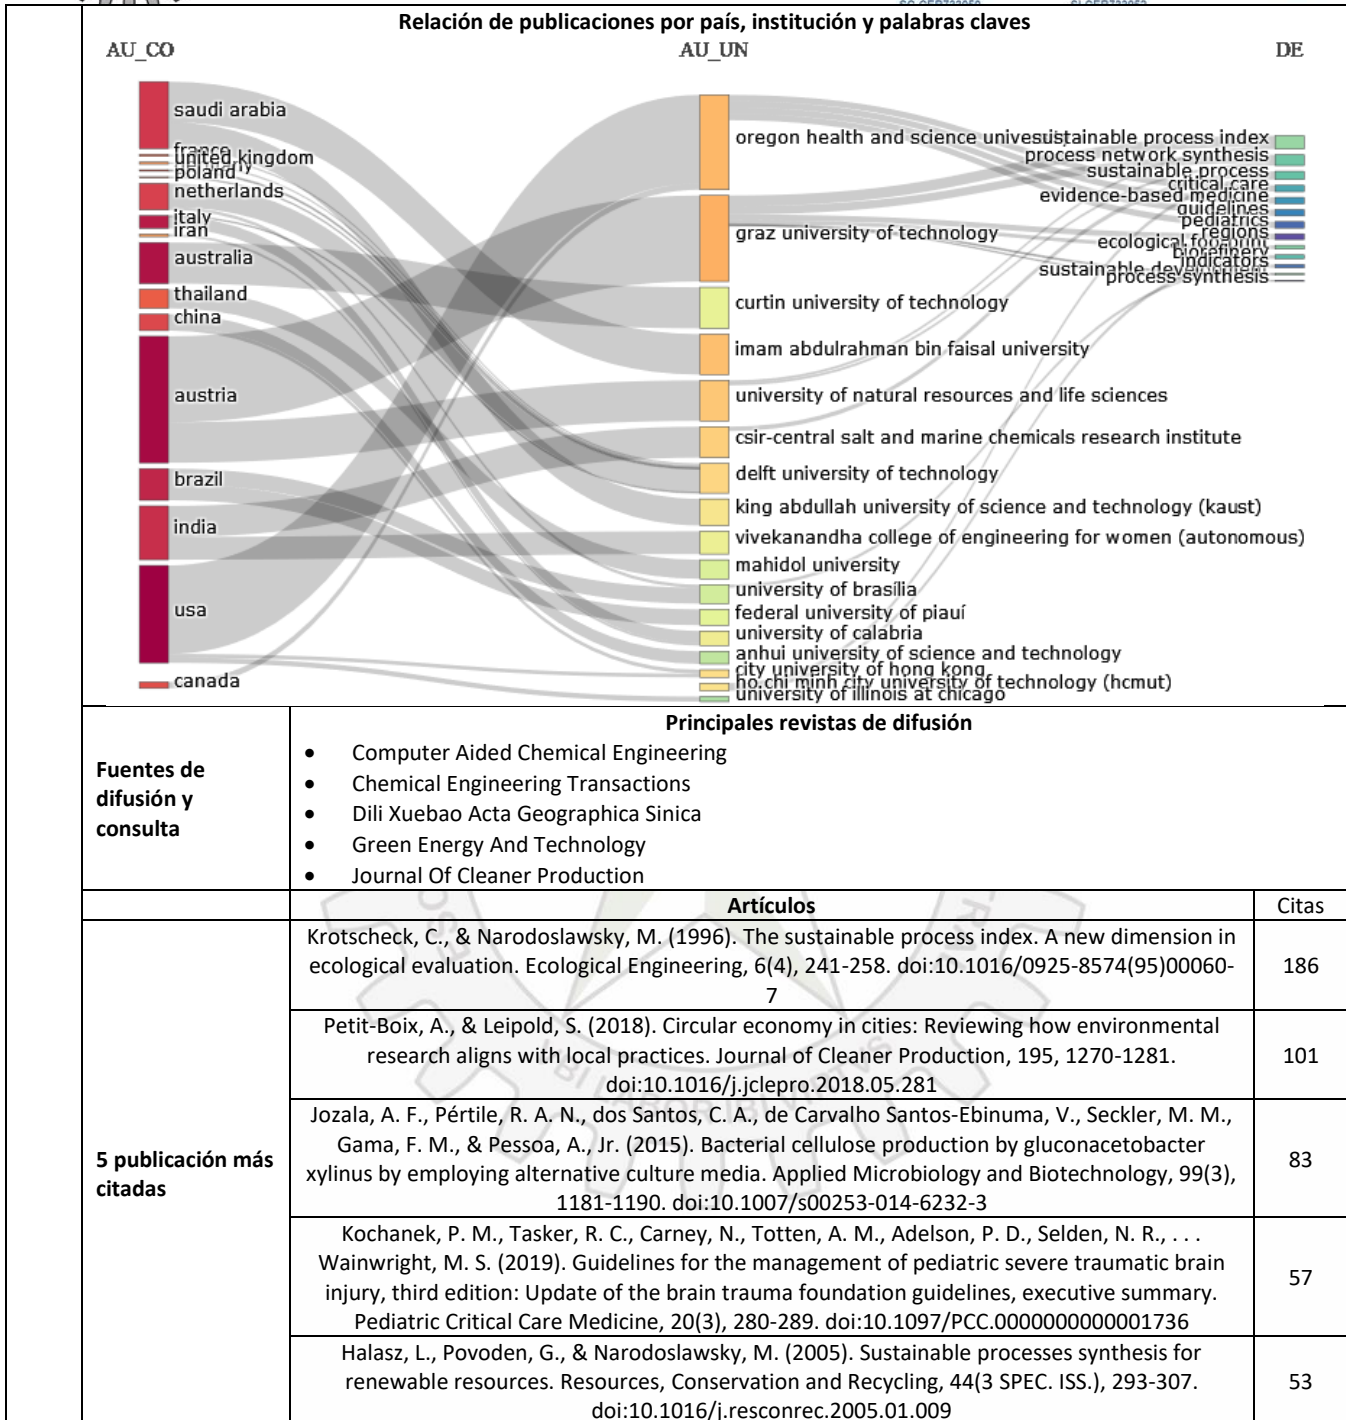 Relación de publicaciones por país, institución y palabras claves
AU_CO
AU_UN
DE
saudi arabia
france
united kingdom
poland
netherlands
italy
iran
australia
thailand
china
austria
brazil
india
usa
canada
oregon health and science university
graz university of technology
curtin university of technology
imam abdulrahman bin faisal university
university of natural resources and life sciences
csir-central salt and marine chemicals research institute
delft university of technology
king abdullah university of science and technology (kaust)
vivekanandha college of engineering for women (autonomous)
mahidol university
university of brasília
federal university of piauí
university of calabria
anhui university of science and technology
city university of hong kong
ho chi minh city university of technology (hcmut)
university of illinois at chicago
sustainable process index
process network synthesis
sustainable process
critical care
evidence-based medicine
guidelines
pediatrics
regions
ecological footprint
biorefinery
indicators
sustainable development
process synthesis
Fuentes de
difusión y
consulta
Principales revistas de difusión
• Computer Aided Chemical Engineering
• Chemical Engineering Transactions
• Dili Xuebao Acta Geographica Sinica
• Green Energy And Technology
• Journal Of Cleaner Production
Artículos Citas
5 publicación más
citadas
Krotscheck, C., & Narodoslawsky, M. (1996). The sustainable process index. A new dimension in
ecological evaluation. Ecological Engineering, 6(4), 241-258. doi:10.1016/0925-8574(95)00060-
7
186
Petit-Boix, A., & Leipold, S. (2018). Circular economy in cities: Reviewing how environmental
research aligns with local practices. Journal of Cleaner Production, 195, 1270-1281.
doi:10.1016/j.jclepro.2018.05.281
101
Jozala, A. F., Pértile, R. A. N., dos Santos, C. A., de Carvalho Santos-Ebinuma, V., Seckler, M. M.,
Gama, F. M., & Pessoa, A., Jr. (2015). Bacterial cellulose production by gluconacetobacter
xylinus by employing alternative culture media. Applied Microbiology and Biotechnology, 99(3),
1181-1190. doi:10.1007/s00253-014-6232-3
83
Kochanek, P. M., Tasker, R. C., Carney, N., Totten, A. M., Adelson, P. D., Selden, N. R., . . .
Wainwright, M. S. (2019). Guidelines for the management of pediatric severe traumatic brain
injury, third edition: Update of the brain trauma foundation guidelines, executive summary.
Pediatric Critical Care Medicine, 20(3), 280-289. doi:10.1097/PCC.0000000000001736
57
Halasz, L., Povoden, G., & Narodoslawsky, M. (2005). Sustainable processes synthesis for
renewable resources. Resources, Conservation and Recycling, 44(3 SPEC. ISS.), 293-307.
doi:10.1016/j.resconrec.2005.01.009
53